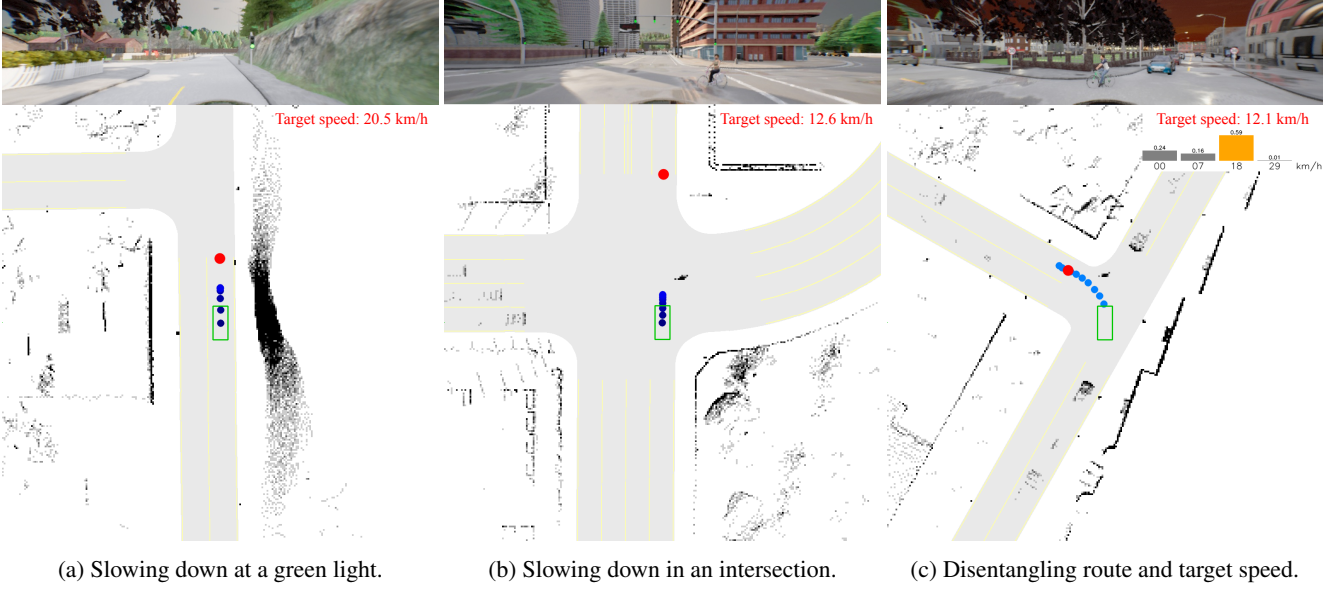 Target speed: 20.5 km/h
Target speed: 12.6 km/h
Target speed: 12.1 km/h
0.24 0.16 0.59 0.01
00 07 18 29 km/h
(a) Slowing down at a green light.
(b) Slowing down in an intersection.
(c) Disentangling route and target speed.